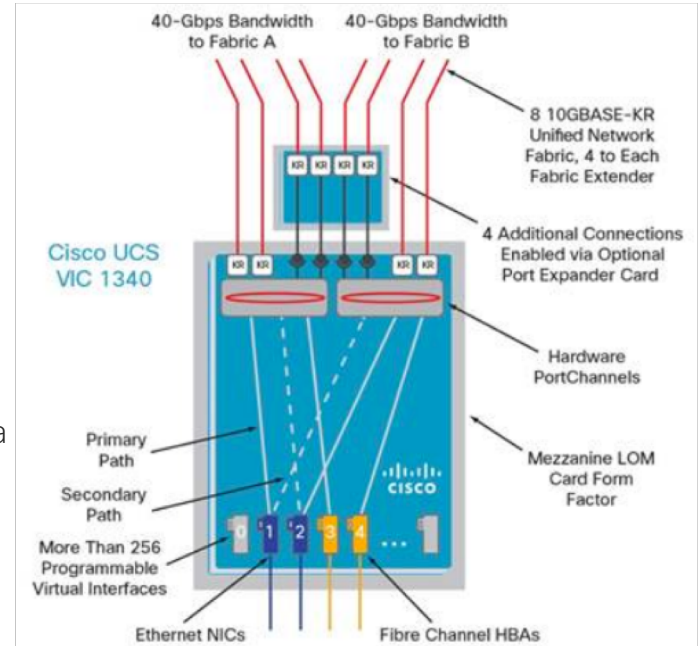 40-Gbps Bandwidth
to Fabric A
40-Gbps Bandwidth
to Fabric B
8 10GBASE-KR
Unified Network
Fabric, 4 to Each
Fabric Extender
KR KR KR KR
4 Additional Connections
Enabled via Optional
Port Expander Card
Cisco UCS
VIC 1340
KR KR KR KR
Hardware
PortChannels
a
Primary
Path
Mezzanine LOM
Card Form
Factor
CISCO
Secondary
Path
0 1 2 3 4 ...
More Than 256
Programmable
Virtual Interfaces
Ethernet NICs
Fibre Channel HBAs